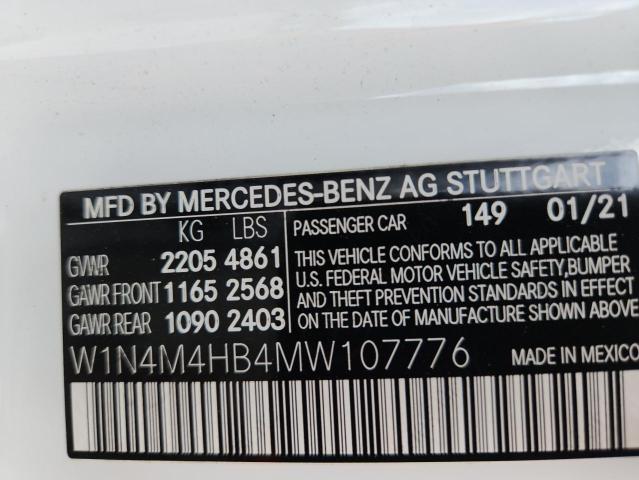 MFD BY MERCEDES-BENZ AG STUTTGART
KG LBS PASSENGER CAR 149 01/21
GVWR 2205 4861
GAWR FRONT 1165 2568
GAWR REAR 1090 2403
THIS VEHICLE CONFORMS TO ALL APPLICABLE
U.S. FEDERAL MOTOR VEHICLE SAFETY,BUMPER
AND THEFT PREVENTION STANDARDS IN EFFECT
ON THE DATE OF MANUFACTURE SHOWN ABOVE
W1N4M4HB4MW107776 MADE IN MEXICO